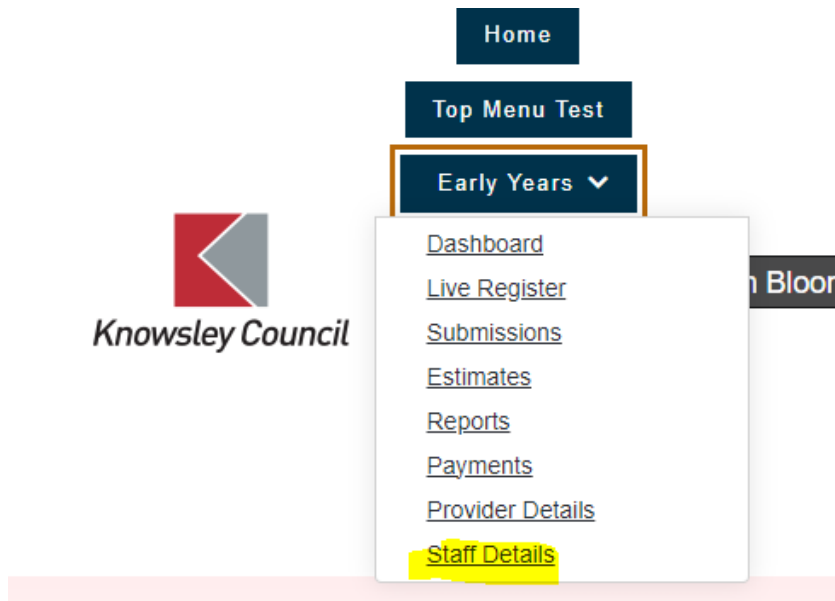 Home
Top Menu Test
Early Years
Dashboard
Live Register
Submissions
Estimates
Reports
Payments
Provider Details
Staff Details
Knowsley Council